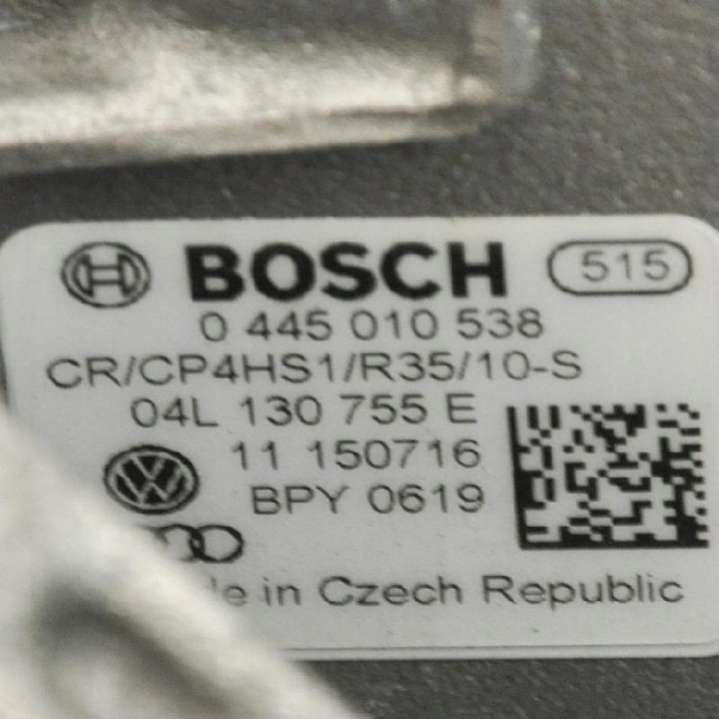 BOSCH 515
0 445 010 538
CR/CP4HS1/R35/10-S
04L 130 755 E
11 150716
BPY 0619
in Czech Republic